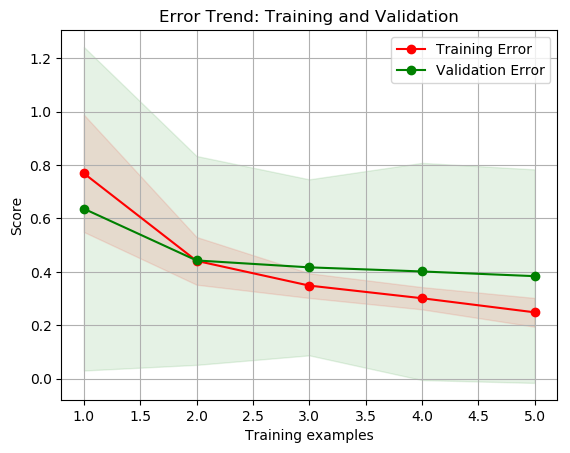 Error Trend: Training and Validation
Training Error
Validation Error
Score
1.2
1.0
0.8
0.6
0.4
0.2
0.0
1.0 1.5 2.0 2.5 3.0 3.5 4.0 4.5 5.0
Training examples